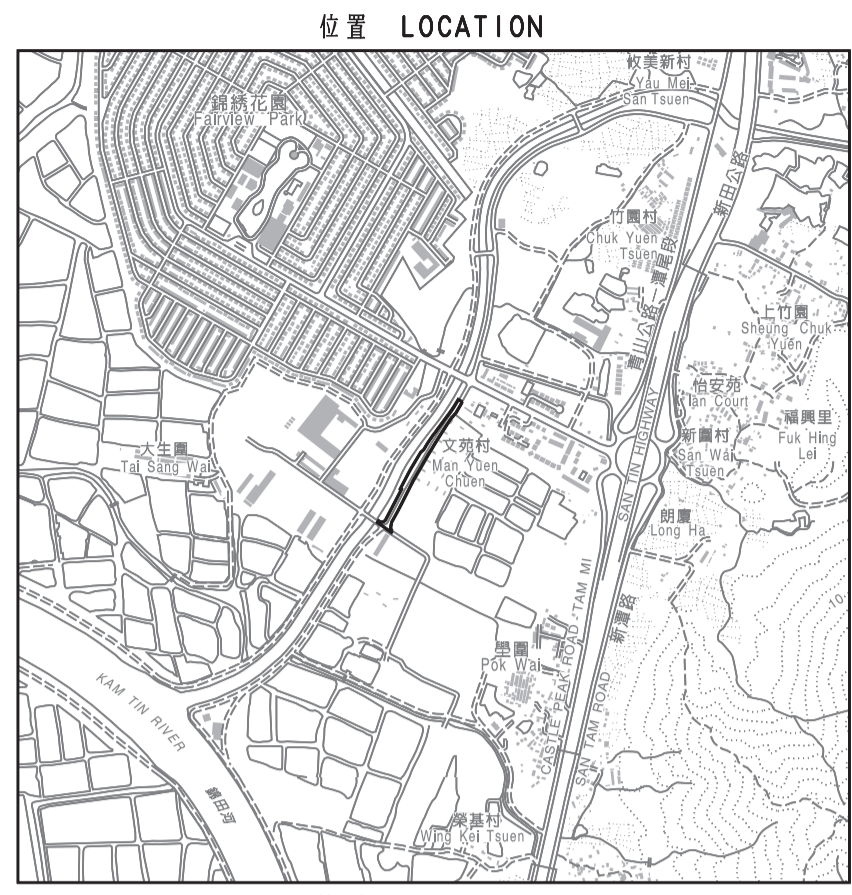 位置 LOCATION
攸美新村
Yau Mei
San Tsuen
錦綉花園
Fairview Park
新田公路
竹園村
Chuk Yuen
Tsuen
青山公路-潭尾段
上竹園
Sheung Chuk
Yuen
怡安苑
Ian Court
福興里
Fuk Hing
Lei
新圍村
San Wai
Tsuen
SAN TIN HIGHWAY
文苑村
Man Yuen
Chuen
大生圍
Tai Sang Wai
朗廈
Long Ha
新潭路
壆圍
Pok Wai
CASTLE PEAK ROAD - TAM MI
SAN TAM ROAD
10
KAM TIN RIVER
錦田河
榮基村
Wing Kei Tsuen